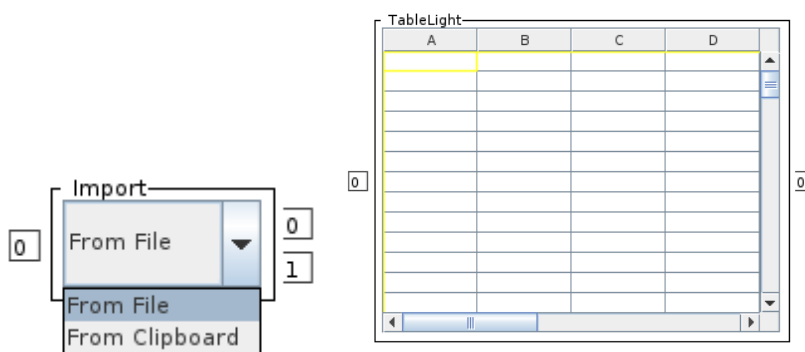 TableLight
A B C D
0 0
Import
0 From File 0
1
From File
From Clipboard